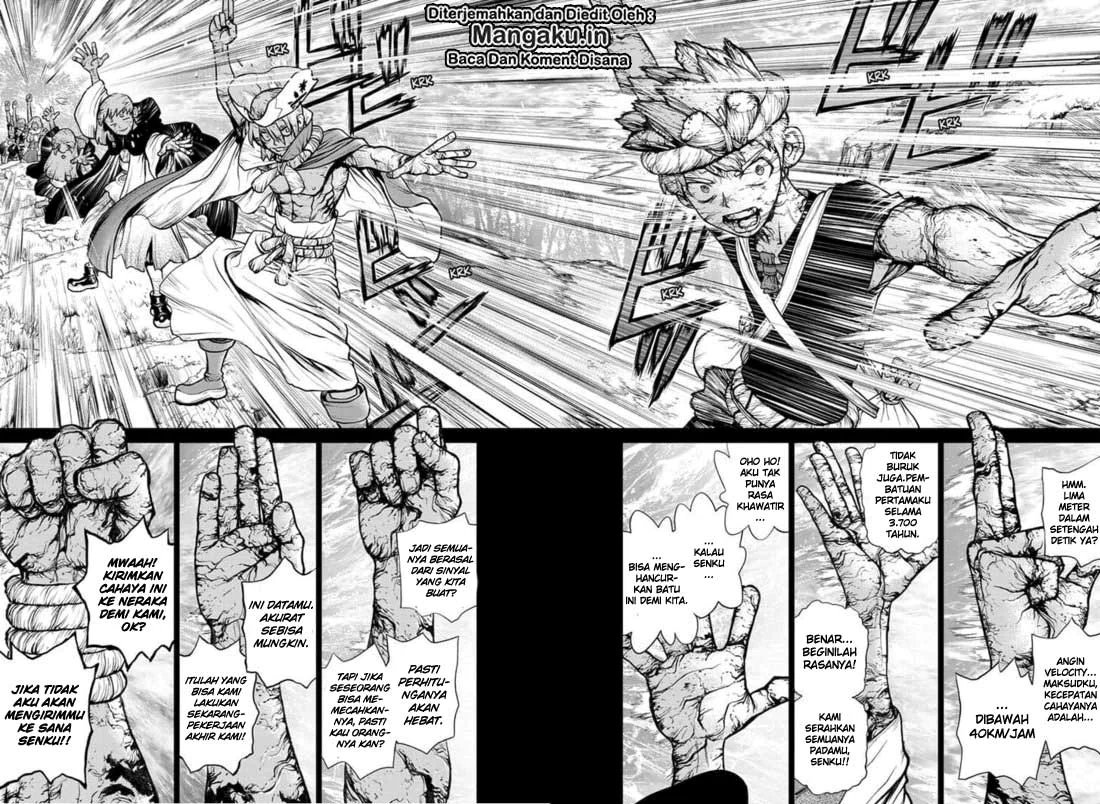 Diterjemahkan dan Diedit Oleh :
Mangaku.in
Baca Dan Koment Disana
KRK
KRK
KRK
KRK
KRK
KRK
KRK
KRK
HMM.
LIMA
METER
DALAM
SETENGAH
DETIK YA?
ANGIN
VELOCITY...
MAKSUDKU,
KECEPATAN
CAHAYANYA
ADALAH...
...
DIBAWAH
40KM/JAM
TIDAK
BURUK
JUGA.PEM-
BATUAN
PERTAMAKU
SELAMA
3.700
TAHUN.
BENAR...
BEGINILAH
RASANYA!
KAMI
SERAHKAN
SEMUANYA
PADAMU,
SENKU!!
OHO HO!
AKU TAK
PUNYA
RASA
KHAWATIR
...
...
KALAU
SENKU
...
...
BISA MENG-
HANCUR-
KAN BATU
INI DEMI KITA.
JADI SEMUA-
NYA BERASAL
DARI SINYAL
YANG KITA
BUAT?
PASTI
PERHITU-
NGANYA
AKAN
HEBAT.
TAPI JIKA
SESEORANG
BISA ME-
MECAHKAN-
NYA, PASTI
KAU ORANG-
NYA KAN?
INI DATAMU.
AKURAT
SEBISA
MUNGKIN.
ITULAH YANG
BISA KAMI
LAKUKAN
SEKARANG-
PEKERJAAN
AKHIR KAMI!
MWAAH!
KIRIMKAN
CAHAYA INI
KE NERAKA
DEMI KAMI,
OK?
JIKA TIDAK
AKU AKAN
MENGIRIMMU
KE SANA
SENKU!!